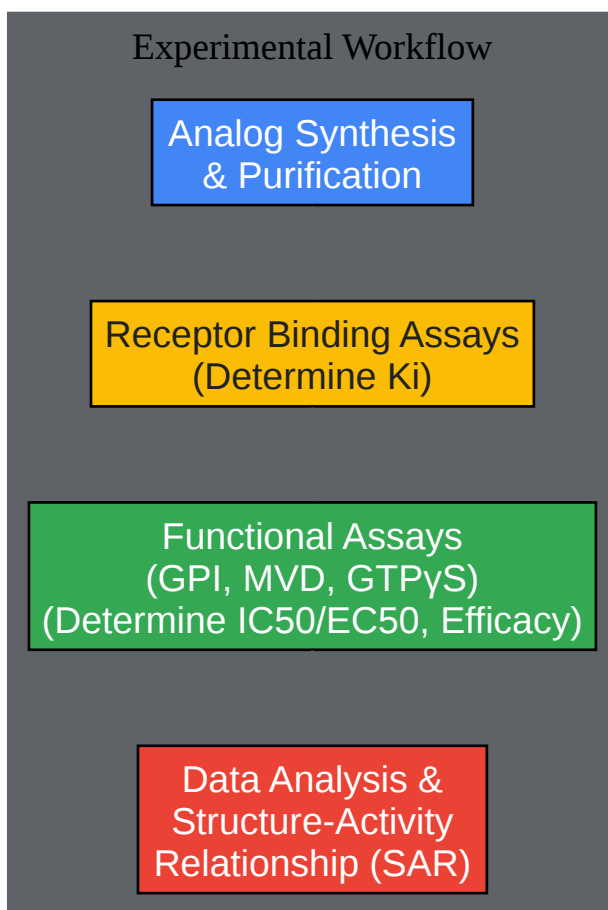 Experimental Workflow
Analog Synthesis
& Purification
Receptor Binding Assays
(Determine Ki)
Functional Assays
(GPI, MVD, GTPγS)
(Determine IC50/EC50, Efficacy)
Data Analysis &
Structure-Activity
Relationship (SAR)